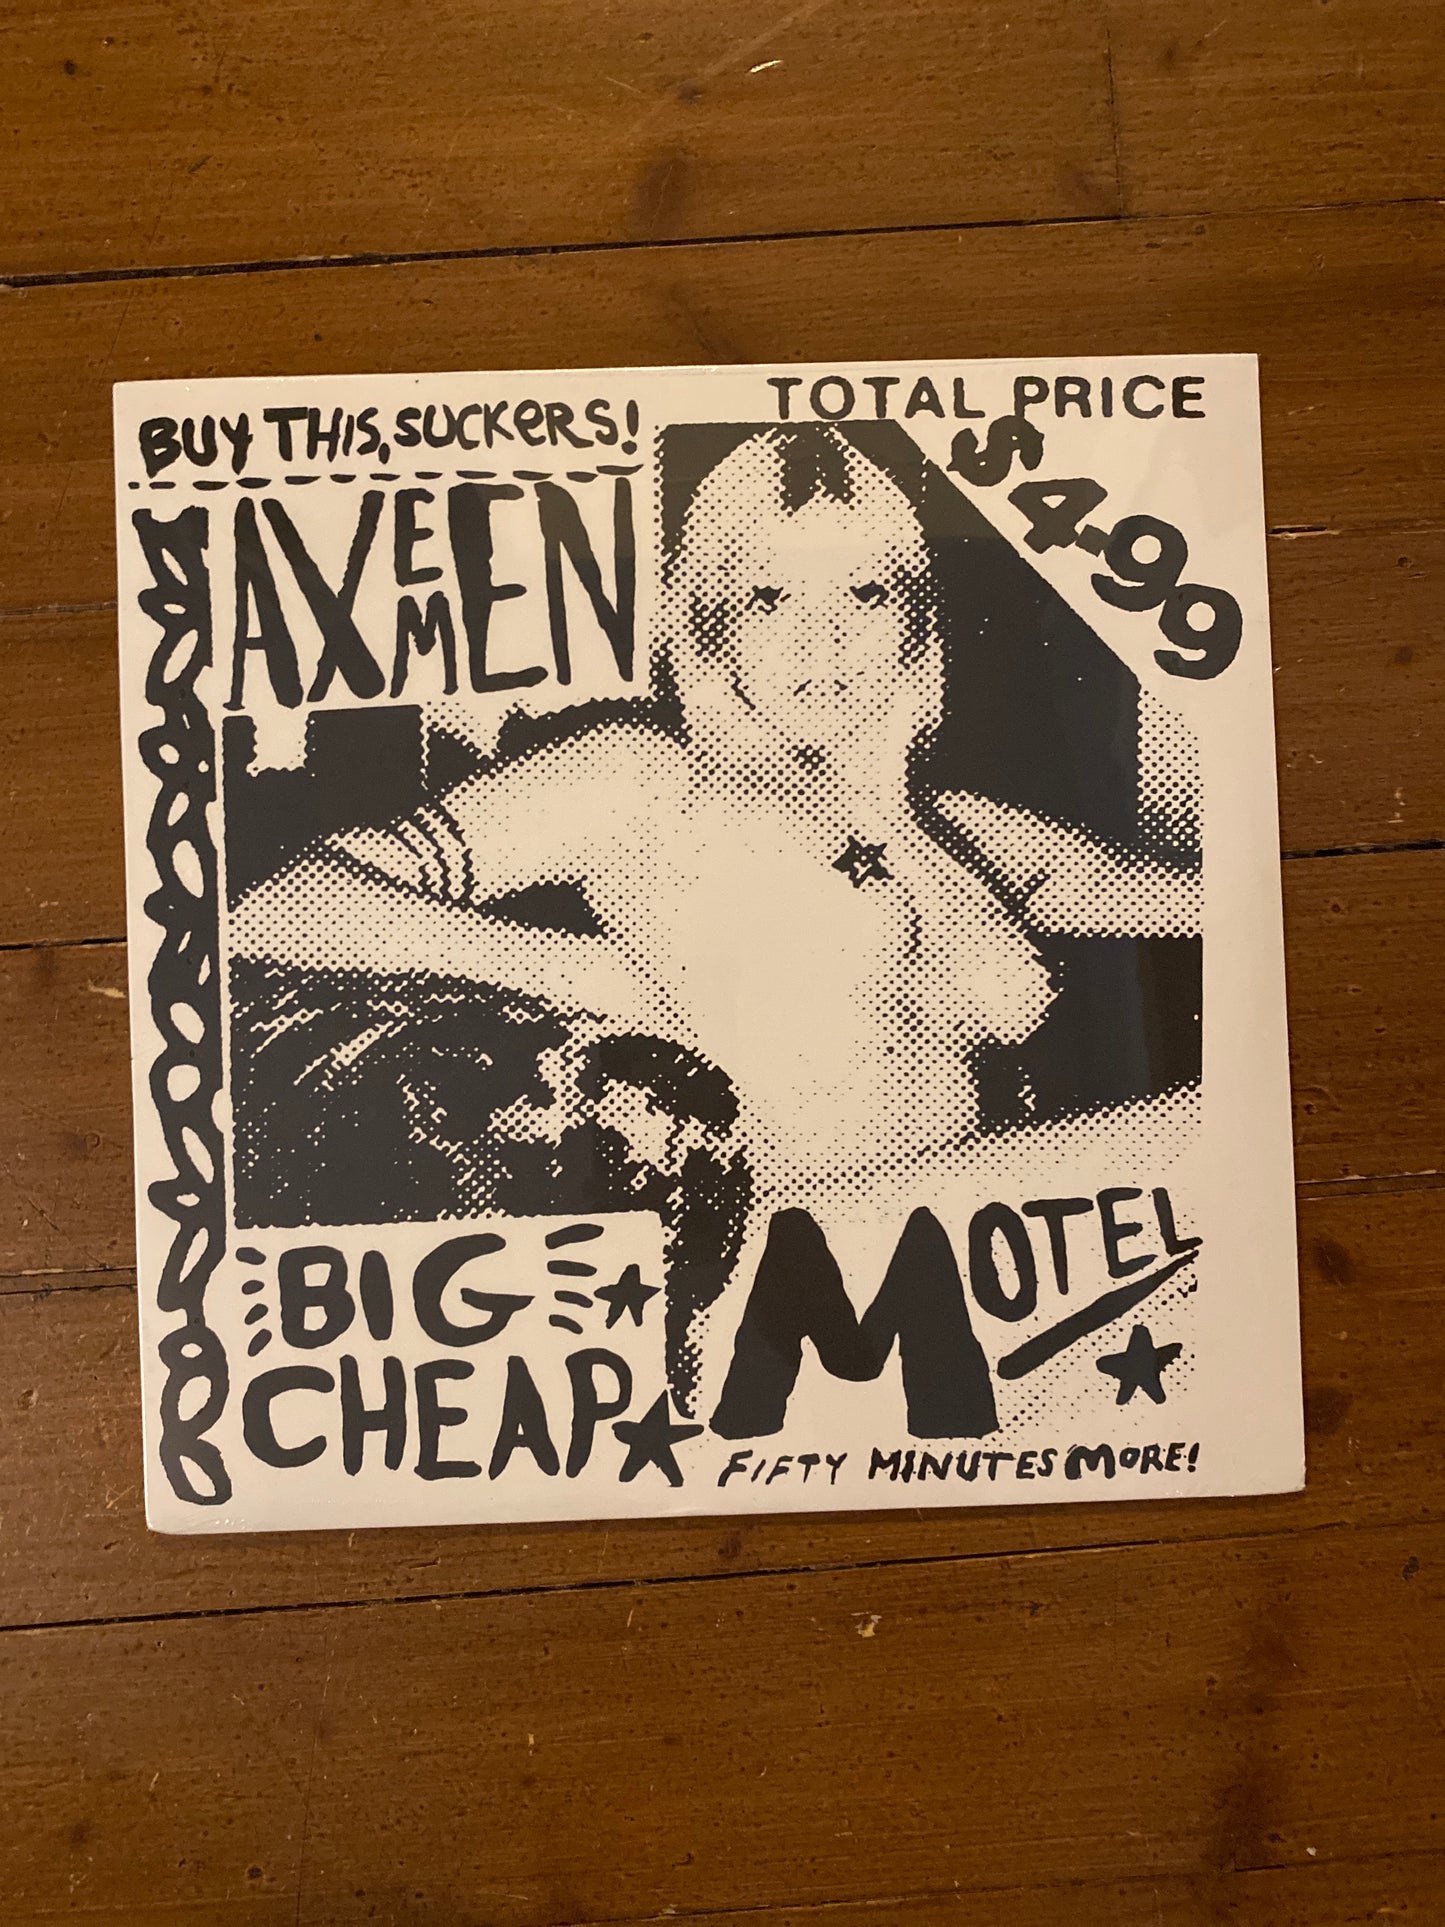 BUY THIS, SUCKERS!
TOTAL PRICE
$4.99
AXEMEN
BIG
CHEAP
MOTEL
FIFTY MINUTES MORE!